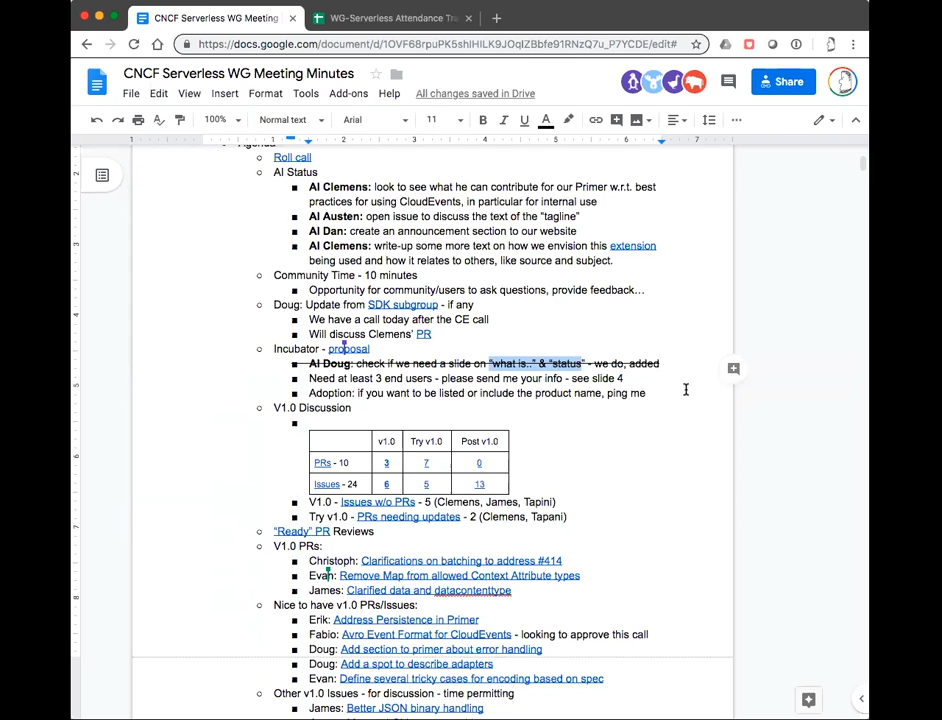 CNCF Serverless WG Meeting
WG-Serverless Attendance Tra
https://docs.google.com/document/d/1OVF68rpuPK5shIHILK9JOqIZBbfe91RNzQ7u_P7YCDE/edit#
CNCF Serverless WG Meeting Minutes
File Edit View Insert Format Tools Add-ons Help All changes saved in Drive
Share
100% Normal text Arial 11
1 1 2 3 4 5 6 7
Agenda
Roll call
AI Status
AI Clemens: look to see what he can contribute for our Primer w.r.t. best
practices for using CloudEvents, in particular for internal use
AI Austen: open issue to discuss the text of the "tagline"
AI Dan: create an announcement section to our website
AI Clemens: write-up some more text on how we envision this extension
being used and how it relates to others, like source and subject.
Community Time - 10 minutes
Opportunity for community/users to ask questions, provide feedback…
Doug: Update from SDK subgroup - if any
We have a call today after the CE call
Will discuss Clemens' PR
Incubator - proposal
AI Doug: check if we need a slide on "what is.." & "status" - we do, added
Need at least 3 end users - please send me your info - see slide 4
Adoption: if you want to be listed or include the product name, ping me
V1.0 Discussion
v1.0 Try v1.0 Post v1.0
PRs - 10 3 7 0
Issues - 24 6 5 13
V1.0 - Issues w/o PRs - 5 (Clemens, James, Tapini)
Try v1.0 - PRs needing updates - 2 (Clemens, Tapani)
"Ready" PR Reviews
V1.0 PRs:
Christoph: Clarifications on batching to address #414
Evan: Remove Map from allowed Context Attribute types
James: Clarified data and datacontenttype
Nice to have v1.0 PRs/Issues:
Erik: Address Persistence in Primer
Fabio: Avro Event Format for CloudEvents - looking to approve this call
Doug: Add section to primer about error handling
Doug: Add a spot to describe adapters
Evan: Define several tricky cases for encoding based on spec
Other v1.0 Issues - for discussion - time permitting
James: Better JSON binary handling